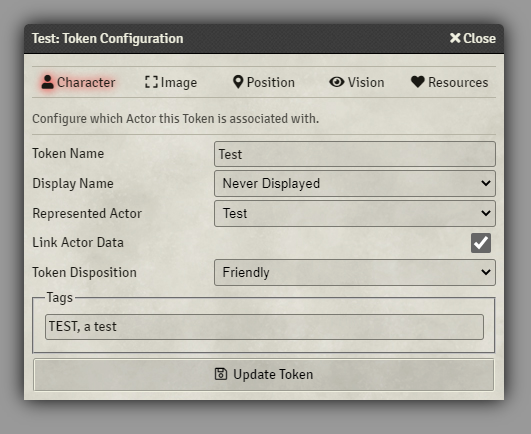 Test: Token Configuration Close
Character Image Position Vision Resources
Configure which Actor this Token is associated with.
Token Name Test
Display Name Never Displayed
Represented Actor Test
Link Actor Data
Token Disposition Friendly
Tags
TEST, a test
Update Token